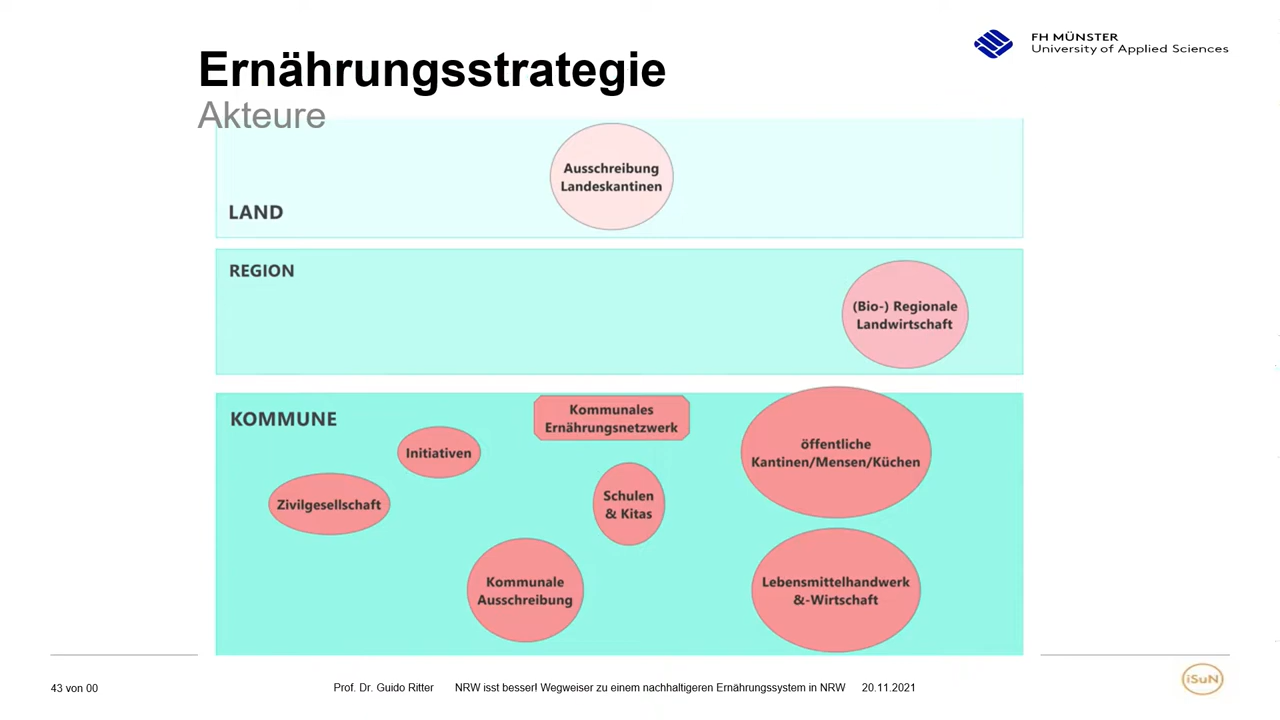 FH MÜNSTER
University of Applied Sciences
Ernährungsstrategie
Akteure
Ausschreibung
Landeskantinen
LAND
REGION
(Bio-) Regionale
Landwirtschaft
KOMMUNE
Kommunales
Ernährungsnetzwerk
öffentliche
Kantinen/Mensen/Küchen
Initiativen
Zivilgesellschaft
Schulen
& Kitas
Kommunale
Ausschreibung
Lebensmittelhandwerk
&-Wirtschaft
43 von 00
Prof. Dr. Guido Ritter
NRW isst besser! Wegweiser zu einem nachhaltigeren Ernährungssystem in NRW
20.11.2021
iSuN